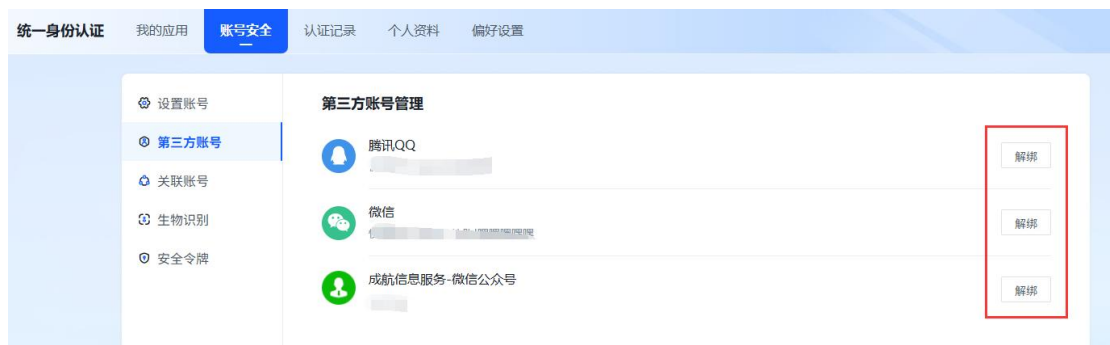 统一身份认证 我的应用 账号安全 认证记录 个人资料 偏好设置
设置账号
第三方账号
关联账号
生物识别
安全令牌
第三方账号管理
腾讯QQ
解绑
微信
解绑
成航信息服务-微信公众号
解绑